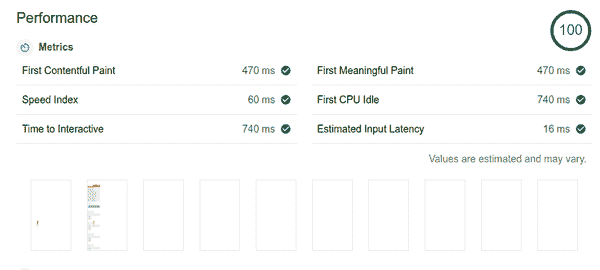 Performance
100
Metrics
First Contentful Paint 470 ms
First Meaningful Paint 470 ms
Speed Index 60 ms
First CPU Idle 740 ms
Time to Interactive 740 ms
Estimated Input Latency 16 ms
Values are estimated and may vary.